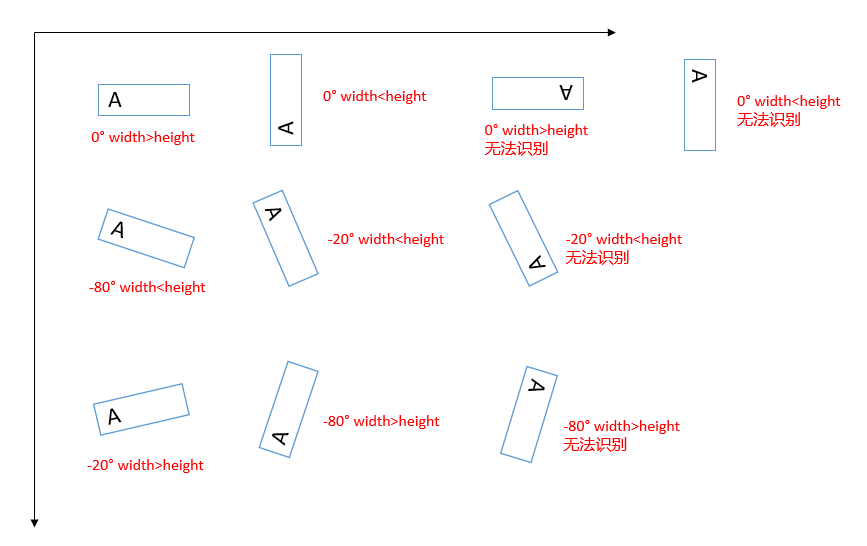 A
0° width>height
A
0° width<height
A
0° width>height
无法识别
A
0° width<height
无法识别
A
-80° width<height
A
-20° width<height
A
-20° width<height
无法识别
A
-20° width>height
A
-80° width>height
A
-80° width>height
无法识别